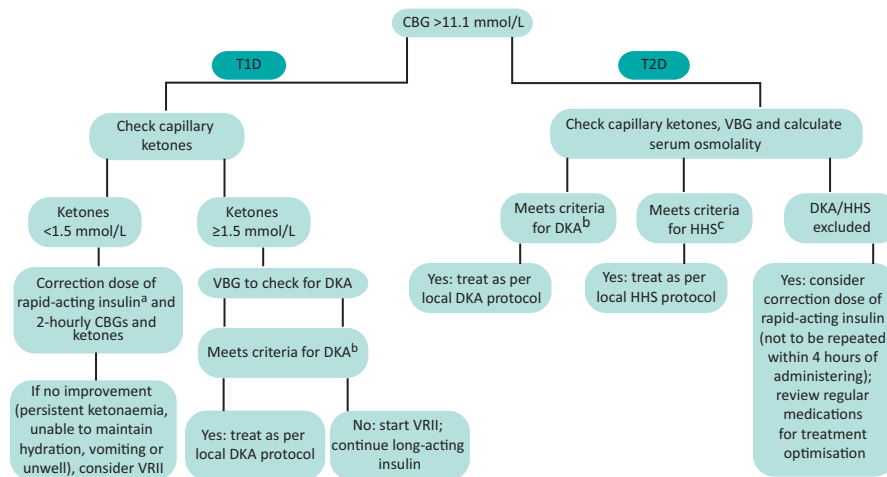 CBG >11.1 mmol/L
T1D
T2D
Check capillary
ketones
Check capillary ketones, VBG and calculate
serum osmolality
Ketones
<1.5 mmol/L
Ketones
≥1.5 mmol/L
Meets criteria
for DKAᵇ
Meets criteria
for HHSᶜ
DKA/HHS
excluded
Correction dose of
rapid-acting insulinᵃ and
2-hourly CBGs and
ketones
VBG to check for DKA
Yes: treat as per
local DKA protocol
Yes: treat as per
local HHS protocol
Yes: consider
correction dose of
rapid-acting insulin
(not to be repeated
within 4 hours of
administering);
review regular
medications
for treatment
optimisation
Meets criteria for DKAᵇ
If no improvement
(persistent ketonaemia,
unable to maintain
hydration, vomiting or
unwell), consider VRII
Yes: treat as per
local DKA protocol
No: start VRII;
continue long-acting
insulin